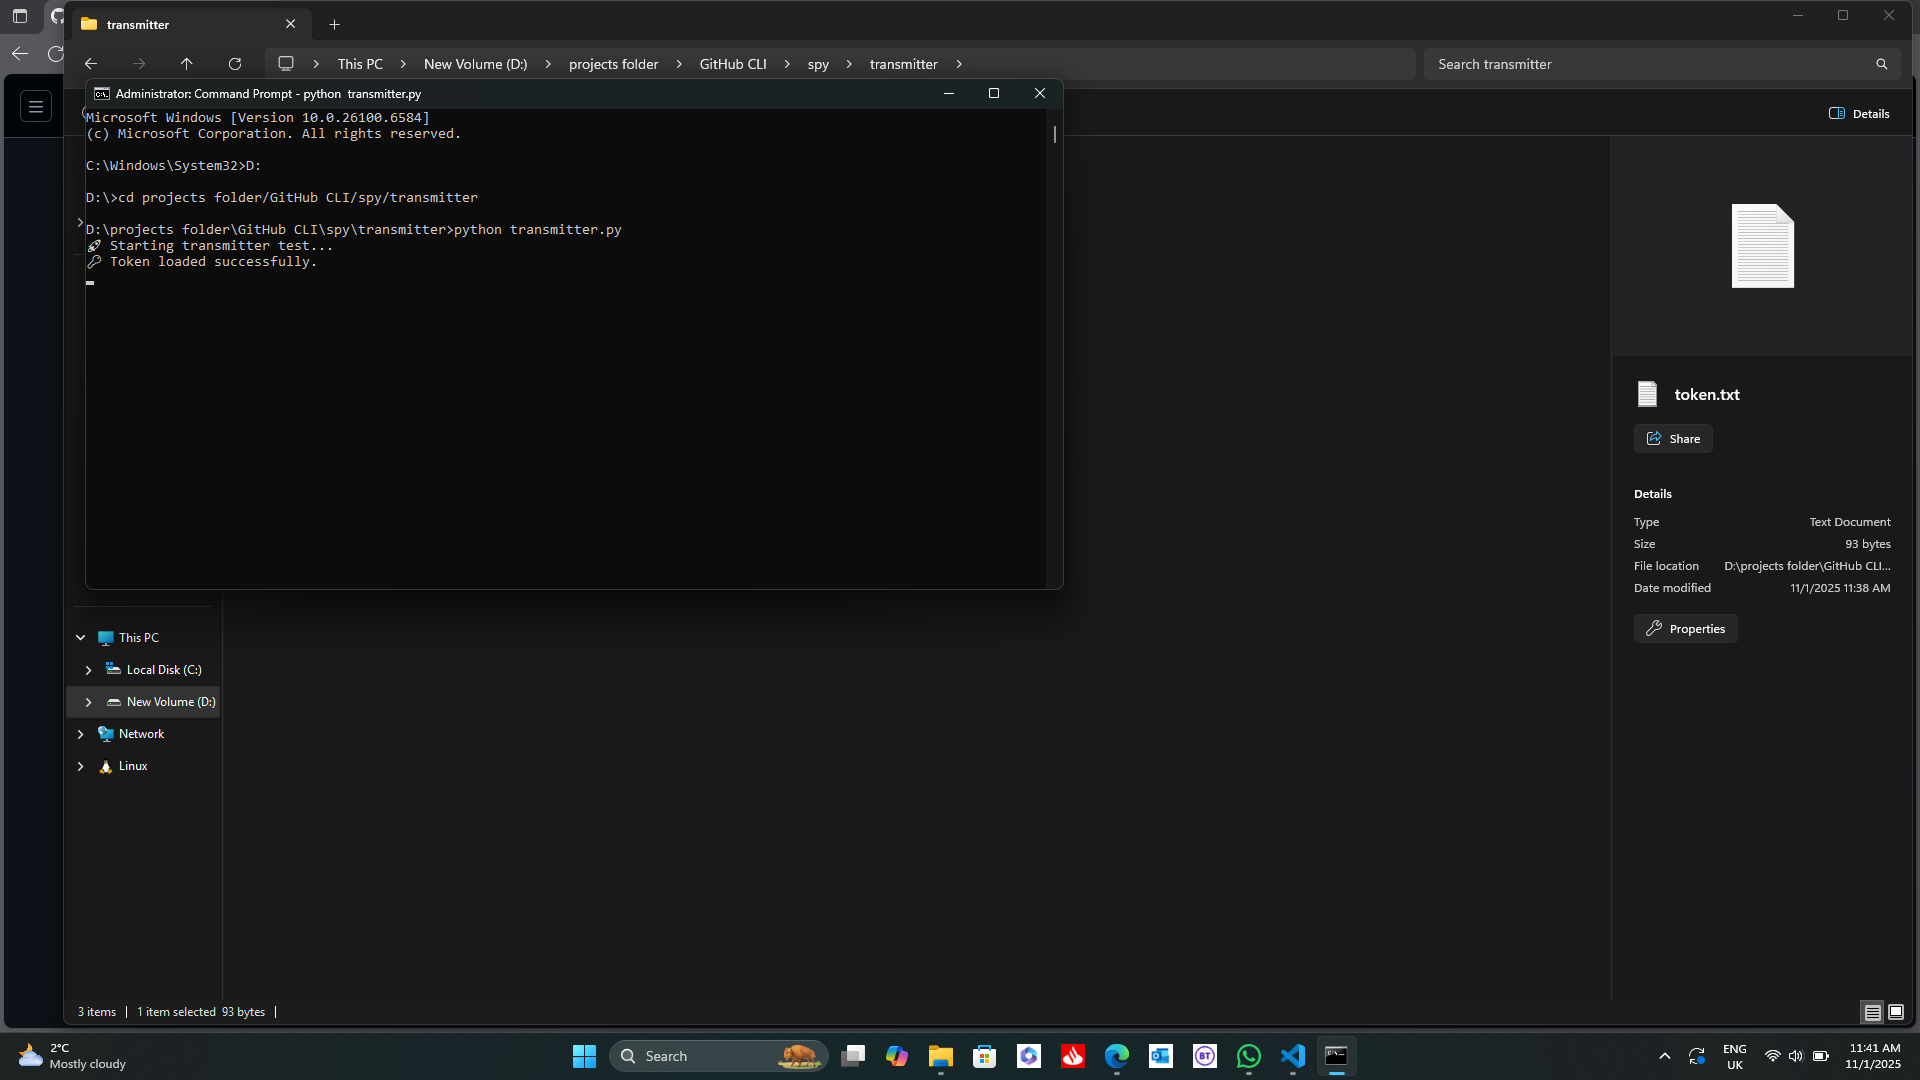 transmitter
This PC
New Volume (D:)
projects folder
GitHub CLI
spy
transmitter
Search transmitter
Administrator: Command Prompt - python  transmitter.py
Details
Microsoft Windows [Version 10.0.26100.6584]
(c) Microsoft Corporation. All rights reserved.
C:\Windows\System32>D:
D:\>cd projects folder/GitHub CLI/spy/transmitter
D:\projects folder\GitHub CLI\spy\transmitter>python transmitter.py
🚀 Starting transmitter test...
🔑 Token loaded successfully.
token.txt
Share
Details
Type Text Document
Size 93 bytes
File location D:\projects folder\GitHub CLI...
Date modified 11/1/2025 11:38 AM
Properties
This PC
Local Disk (C:)
New Volume (D:)
Network
Linux
3 items | 1 item selected 93 bytes |
2°C
Mostly cloudy
Search
BT
ENG
UK
11:41 AM
11/1/2025